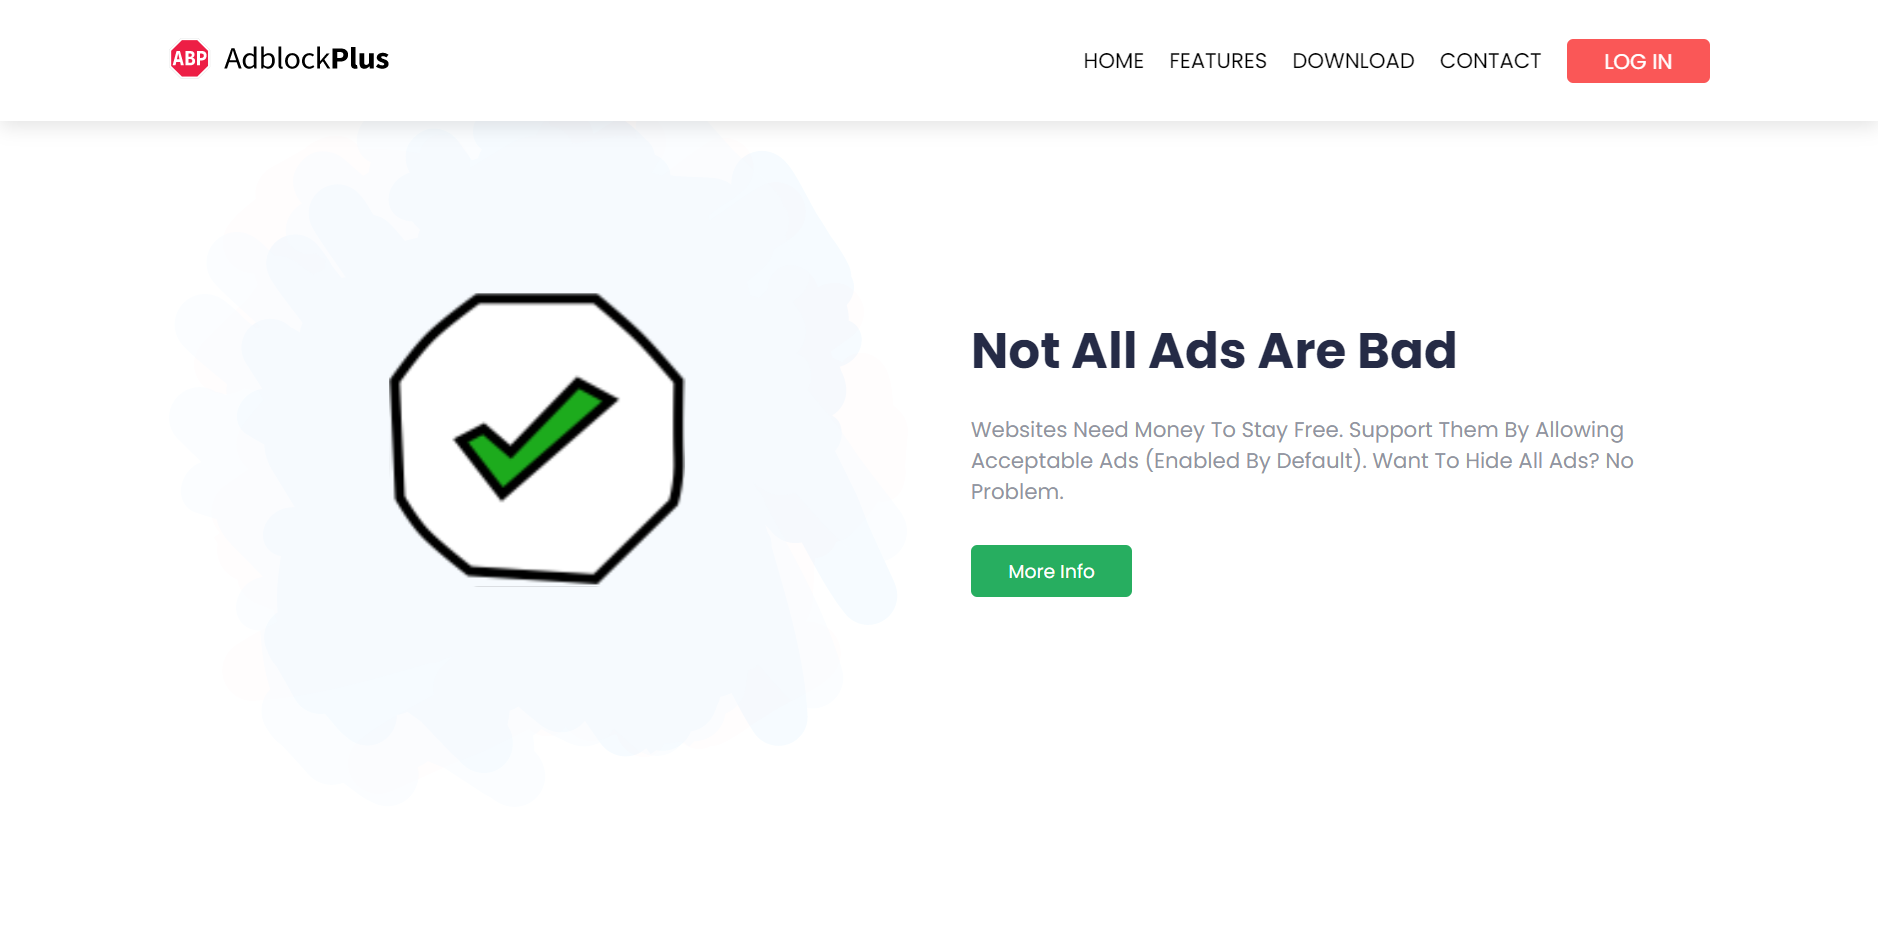 ABP AdblockPlus
HOME FEATURES DOWNLOAD CONTACT LOG IN
Not All Ads Are Bad
Websites Need Money To Stay Free. Support Them By Allowing
Acceptable Ads (Enabled By Default). Want To Hide All Ads? No
Problem.
More Info